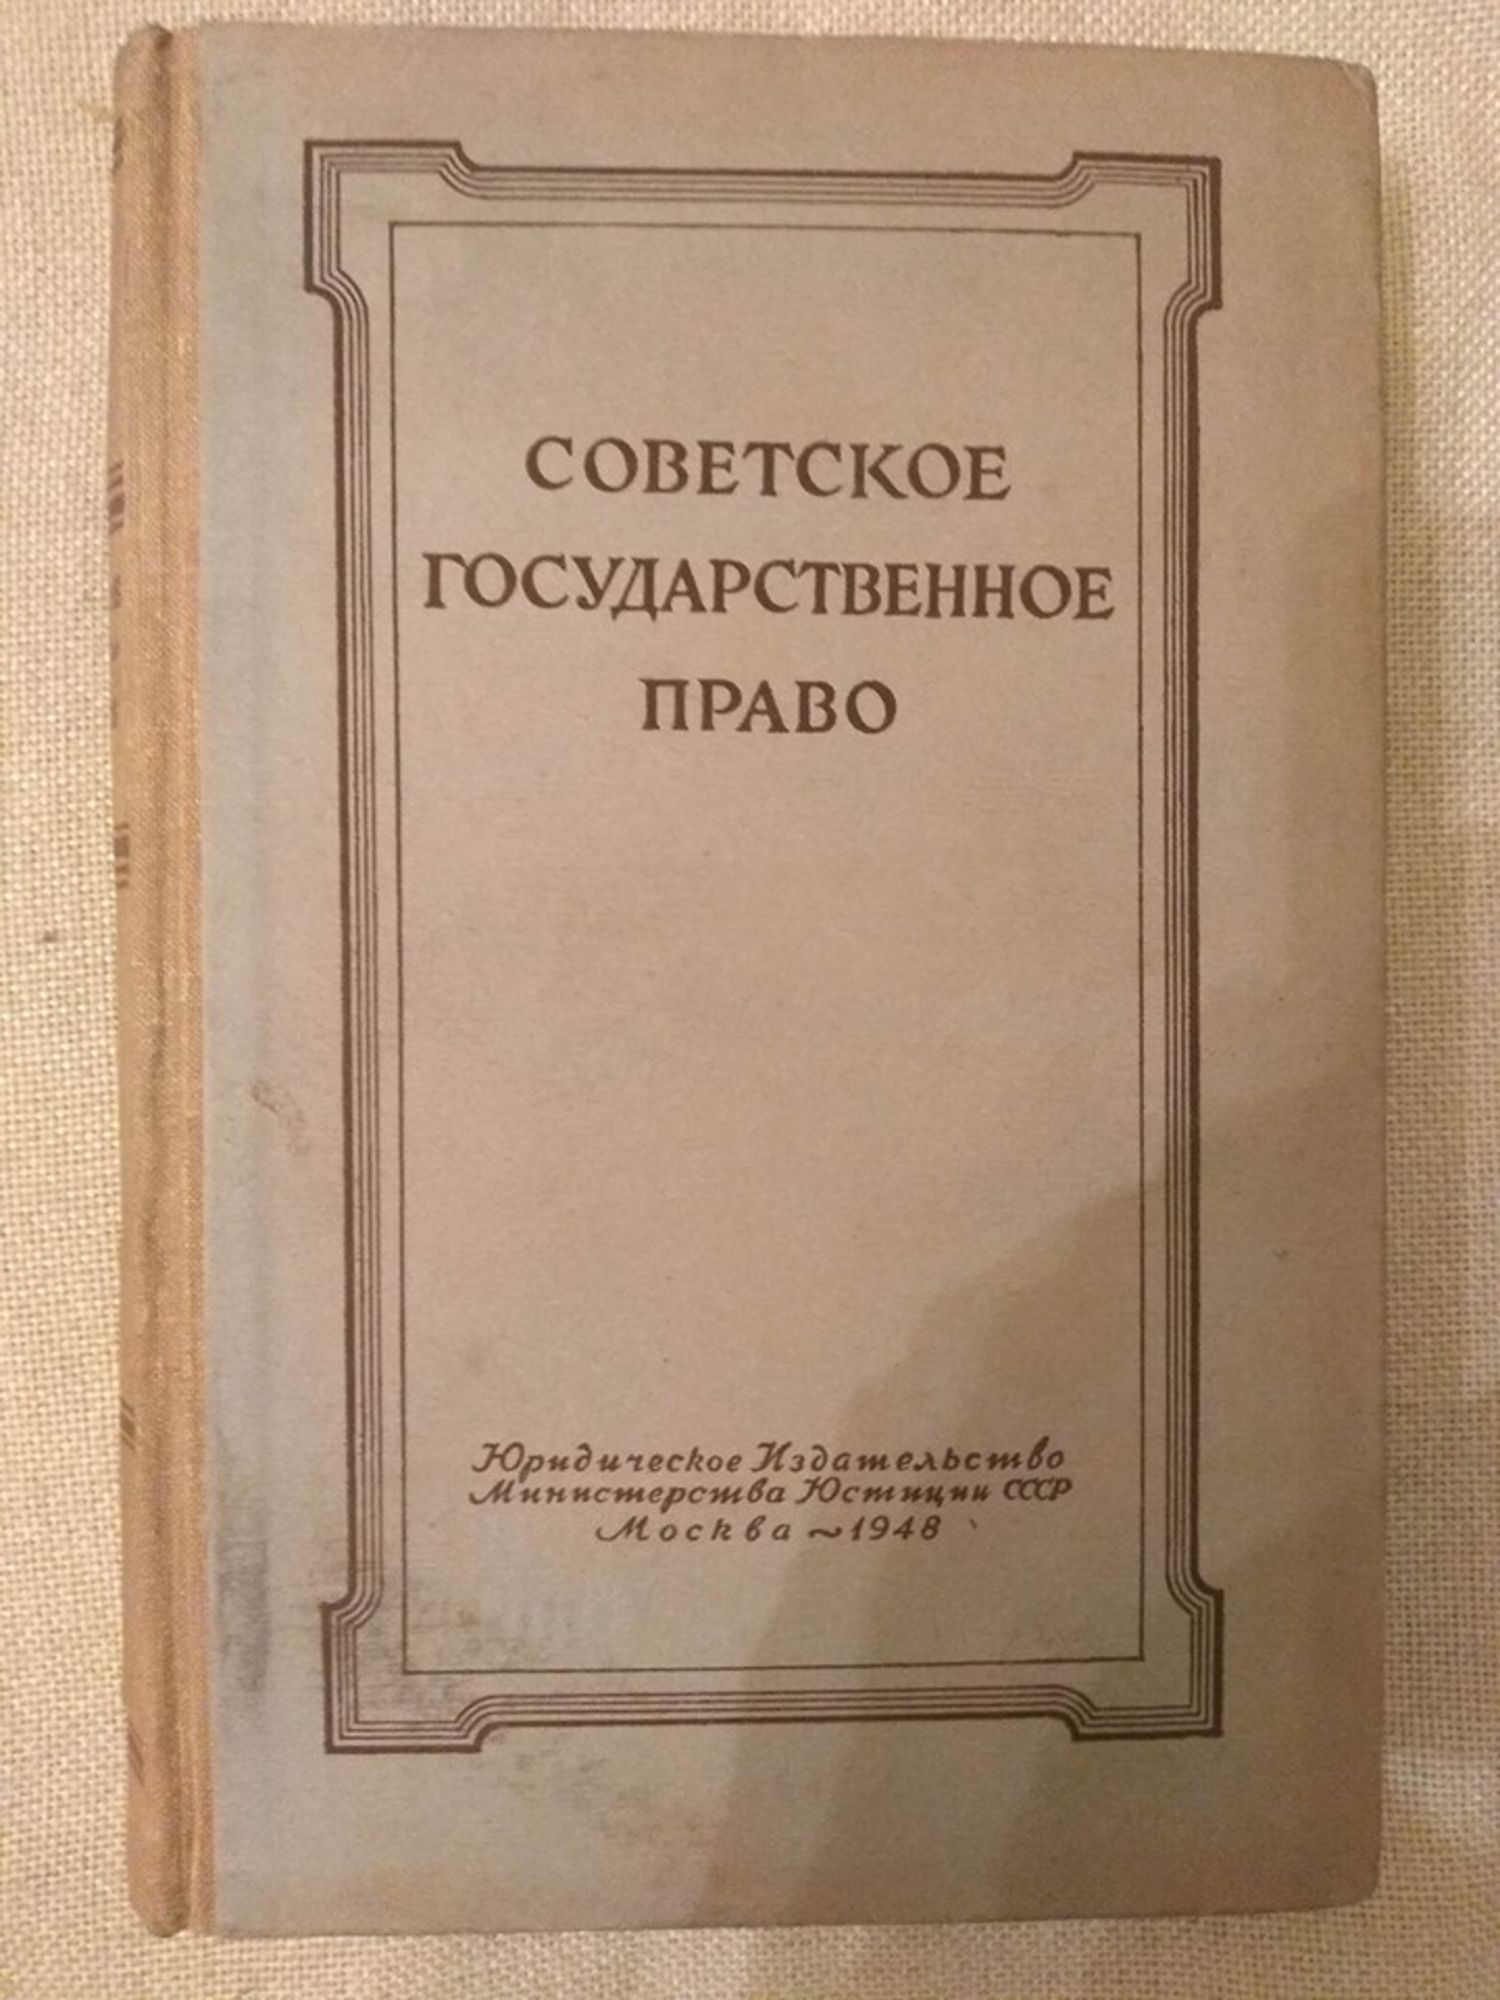 СОВЕТСКОЕ
ГОСУДАРСТВЕННОЕ
ПРАВО
Юридическое Издательство
Министерства Юстиции СССР
Москва ~ 1948